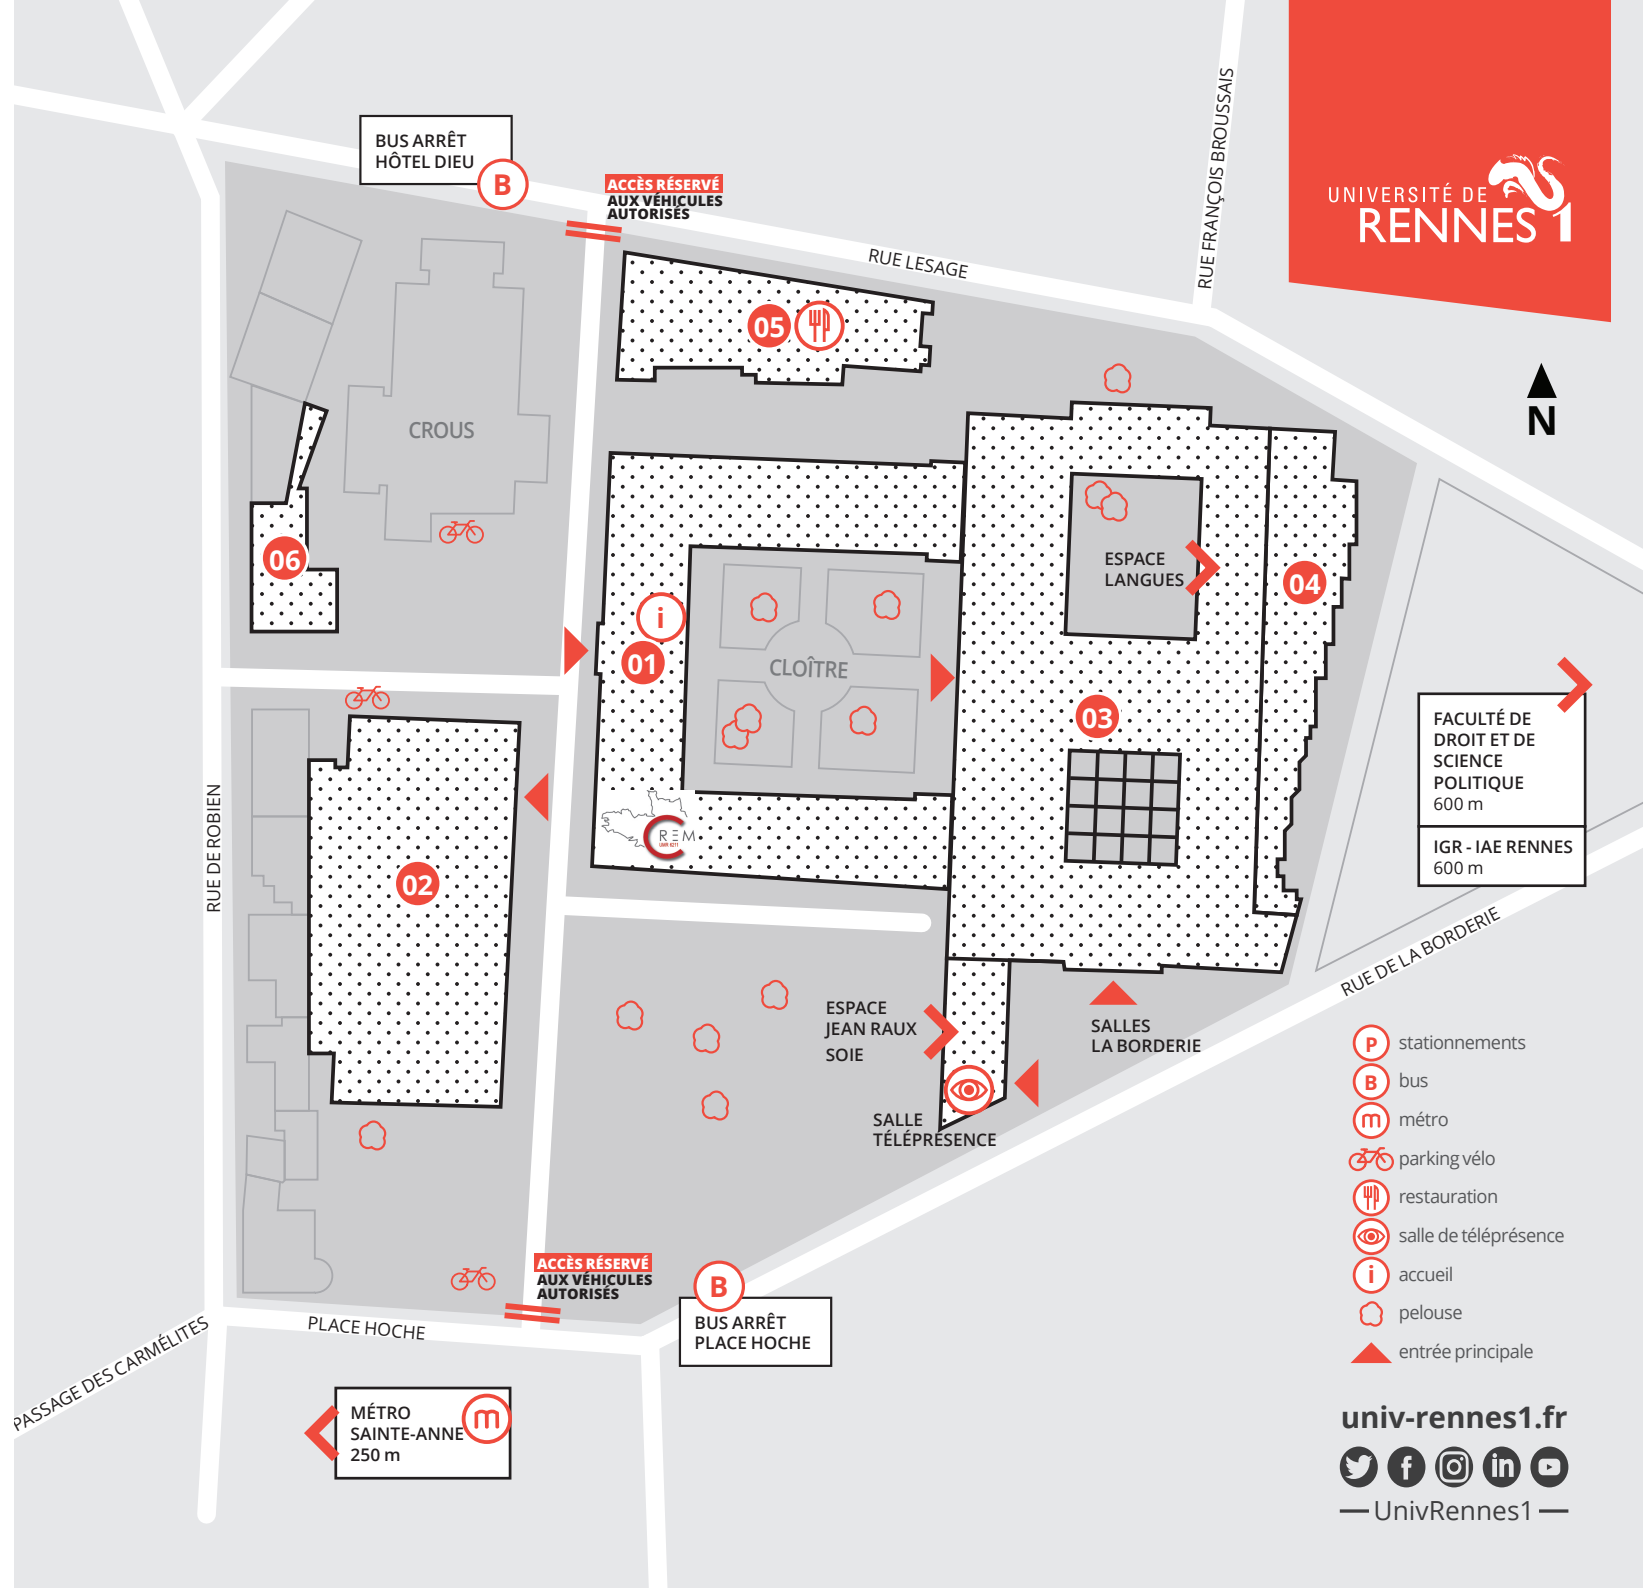 BUS ARRÊT
HÔTEL DIEU
B
ACCÈS RÉSERVÉ
AUX VÉHICULES
AUTORISÉS
RUE LESAGE
RUE FRANÇOIS BROUSSAIS
UNIVERSITÉ DE
RENNES 1
N
05
CROUS
06
ESPACE
LANGUES
04
i
01
CLOÎTRE
03
FACULTÉ DE
DROIT ET DE
SCIENCE
POLITIQUE
600 m
IGR - IAE RENNES
600 m
CREM
UMR 6211
02
RUE DE ROBIEN
RUE DE LA BORDERIE
ESPACE
JEAN RAUX
SOIE
SALLES
LA BORDERIE
SALLE
TÉLÉPRÉSENCE
P stationnements
B bus
m métro
parking vélo
restauration
salle de téléprésence
i accueil
pelouse
entrée principale
ACCÈS RÉSERVÉ
AUX VÉHICULES
AUTORISÉS
B
BUS ARRÊT
PLACE HOCHE
PLACE HOCHE
PASSAGE DES CARMÉLITES
MÉTRO
SAINTE-ANNE
250 m
m
univ-rennes1.fr
UnivRennes1